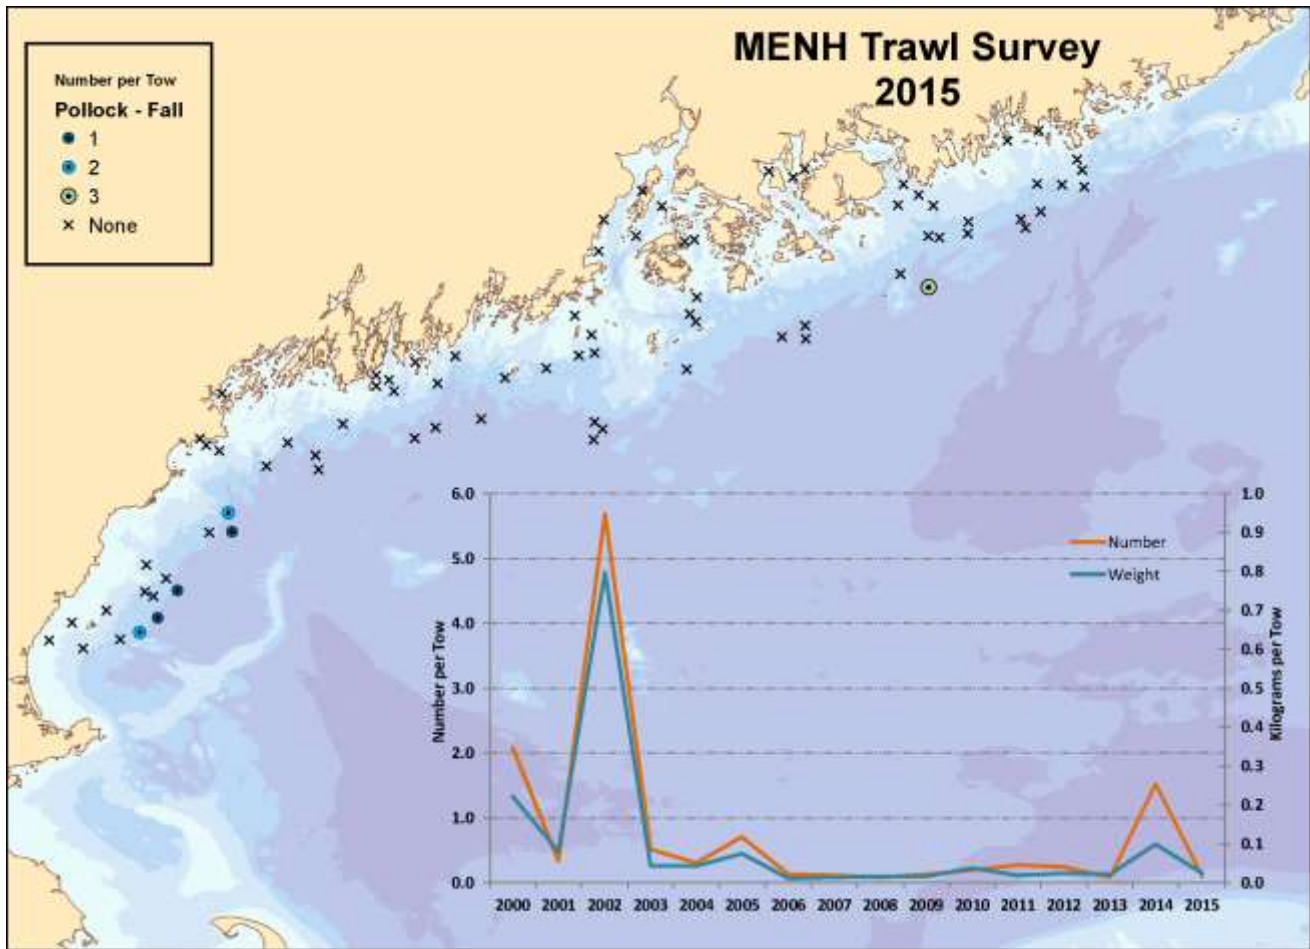 MENH Trawl Survey
2015
Number per Tow
Pollock - Fall
1
2
3
None
6.0
5.0
4.0
3.0
2.0
1.0
0.0
Number per Tow
1.0
0.9
0.8
0.7
0.6
0.5
0.4
0.3
0.2
0.1
0.0
Kilograms per Tow
Number
Weight
2000 2001 2002 2003 2004 2005 2006 2007 2008 2009 2010 2011 2012 2013 2014 2015